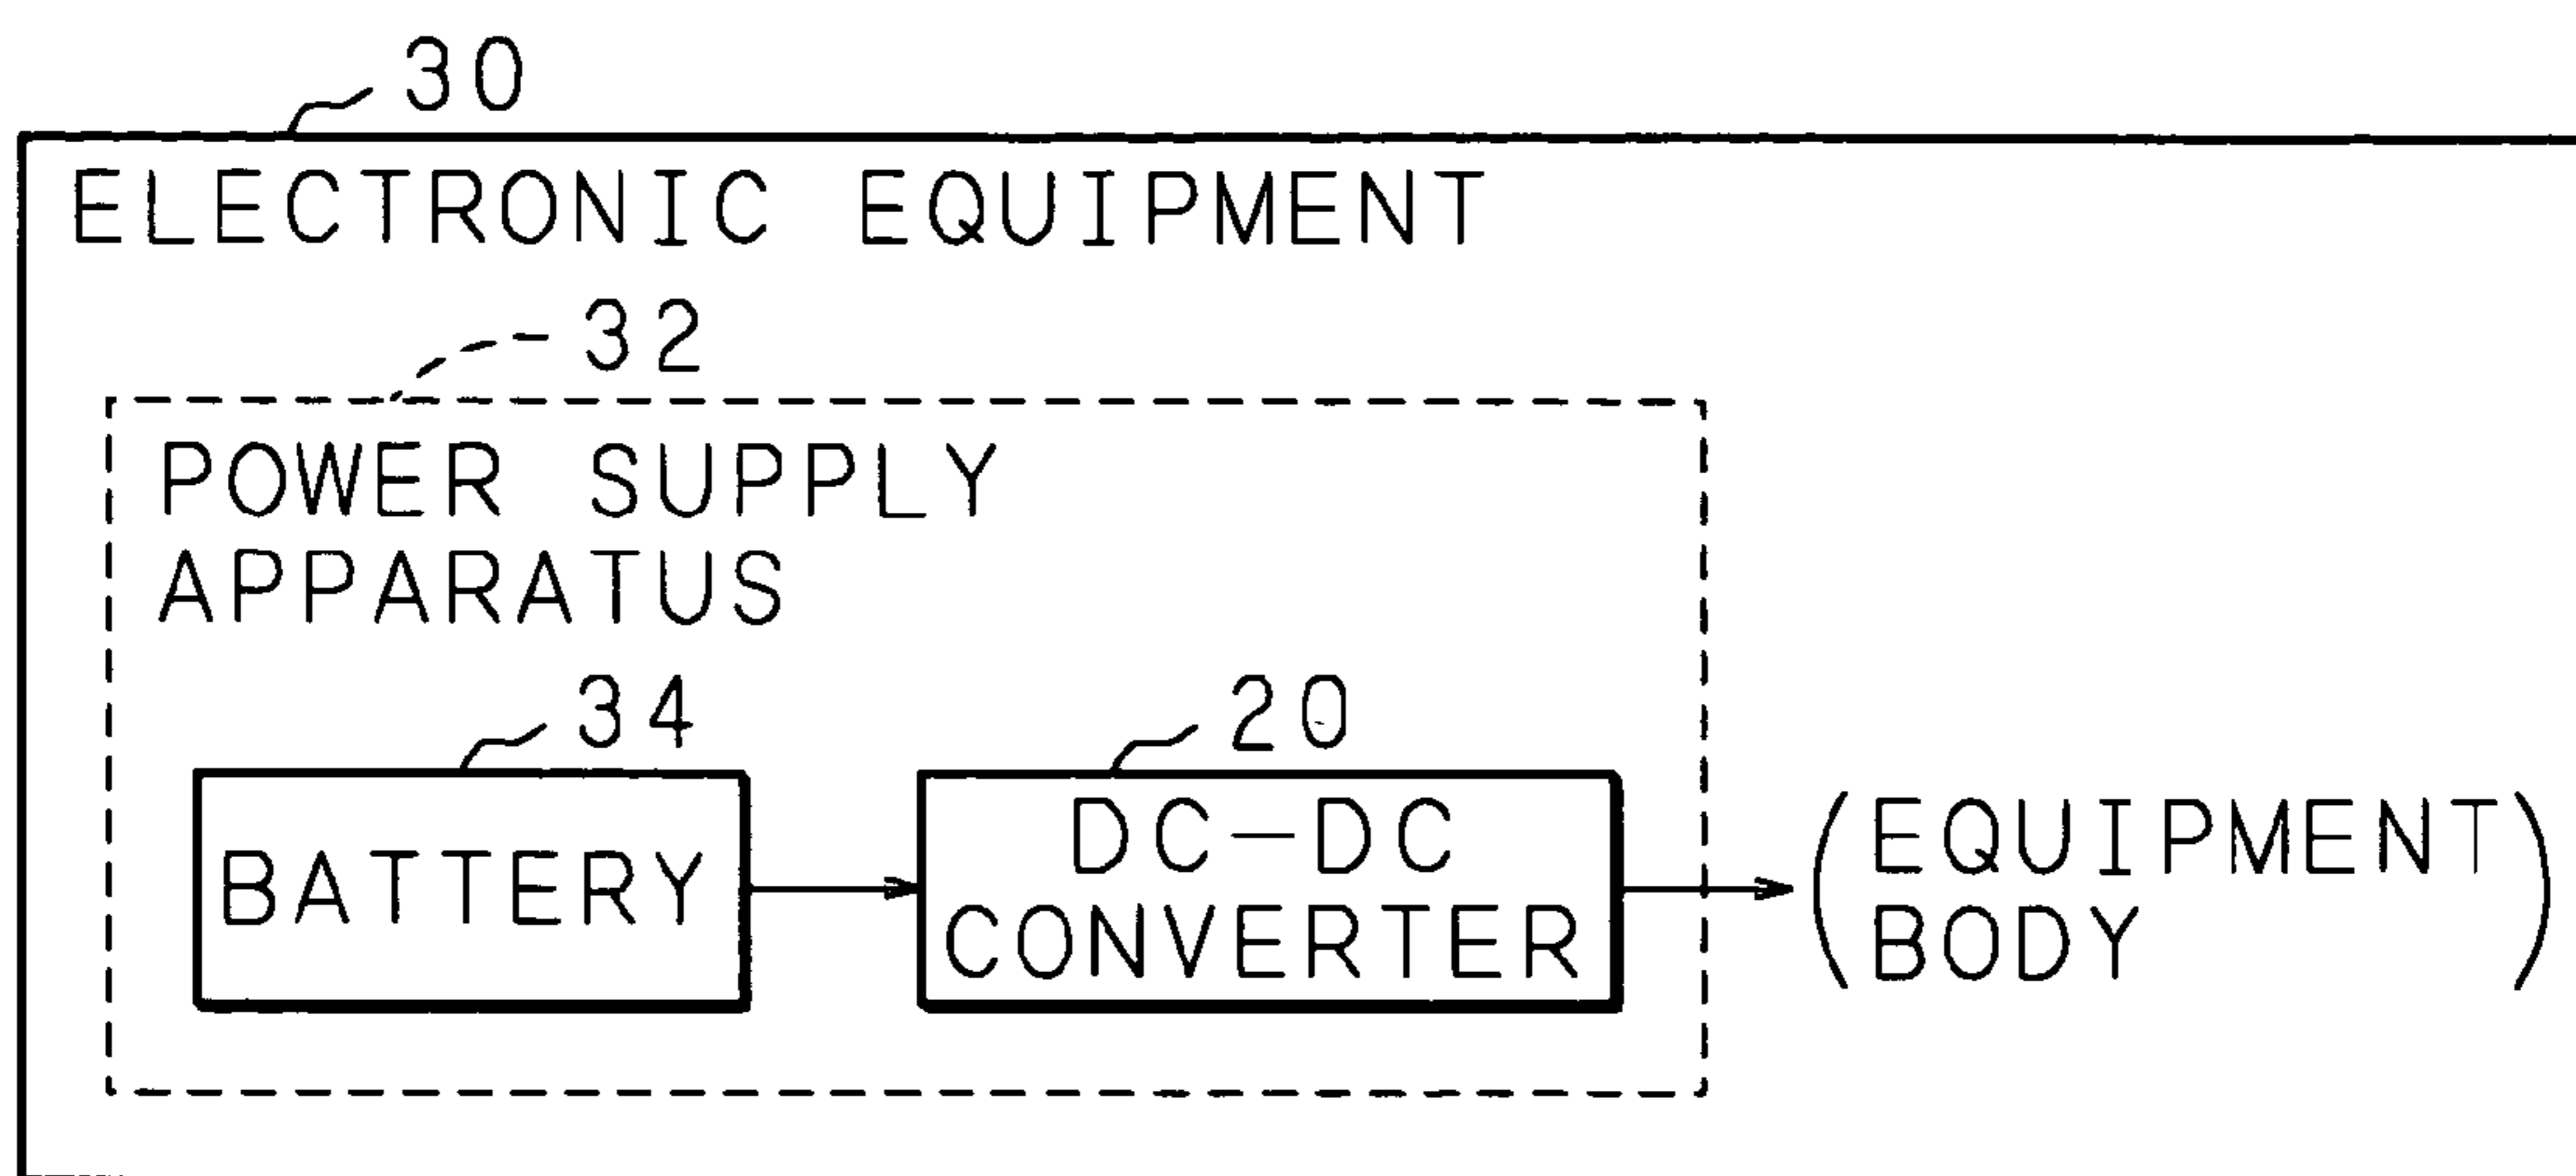 30
ELECTRONIC EQUIPMENT
32
POWER SUPPLY
APPARATUS
34
20
BATTERY
DC-DC
CONVERTER
(EQUIPMENT
BODY)